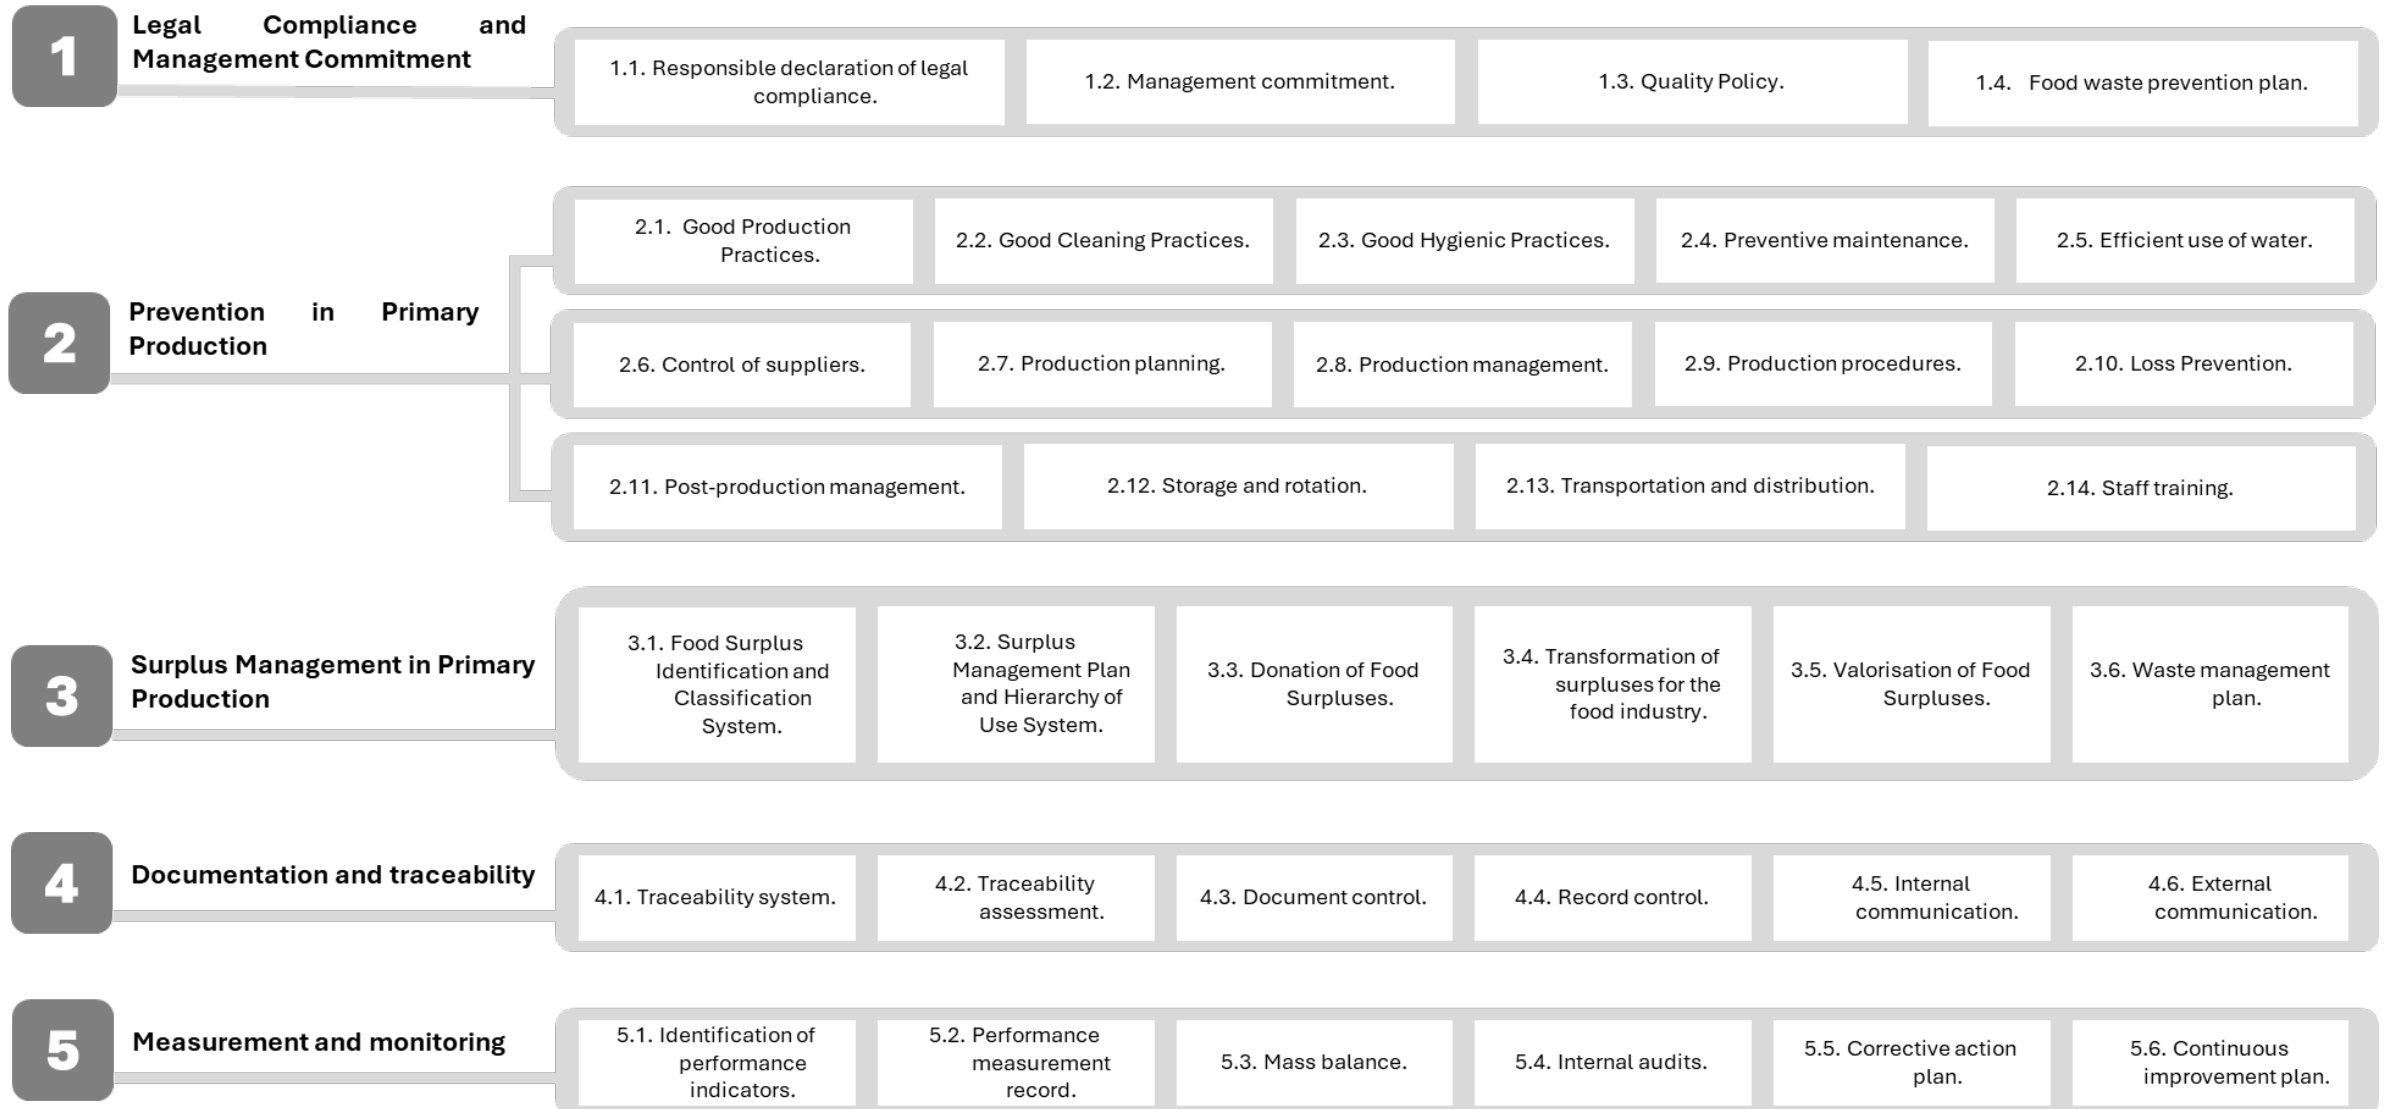 1
Legal Compliance and
Management Commitment
1.1. Responsible declaration of legal
compliance.
1.2. Management commitment.
1.3. Quality Policy.
1.4. Food waste prevention plan.
2
Prevention in Primary
Production
2.1. Good Production
Practices.
2.2. Good Cleaning Practices.
2.3. Good Hygienic Practices.
2.4. Preventive maintenance.
2.5. Efficient use of water.
2.6. Control of suppliers.
2.7. Production planning.
2.8. Production management.
2.9. Production procedures.
2.10. Loss Prevention.
2.11. Post-production management.
2.12. Storage and rotation.
2.13. Transportation and distribution.
2.14. Staff training.
3
Surplus Management in Primary
Production
3.1. Food Surplus
Identification and
Classification
System.
3.2. Surplus
Management Plan
and Hierarchy of
Use System.
3.3. Donation of Food
Surpluses.
3.4. Transformation of
surpluses for the
food industry.
3.5. Valorisation of Food
Surpluses.
3.6. Waste management
plan.
4
Documentation and traceability
4.1. Traceability system.
4.2. Traceability
assessment.
4.3. Document control.
4.4. Record control.
4.5. Internal
communication.
4.6. External
communication.
5
Measurement and monitoring
5.1. Identification of
performance
indicators.
5.2. Performance
measurement
record.
5.3. Mass balance.
5.4. Internal audits.
5.5. Corrective action
plan.
5.6. Continuous
improvement plan.